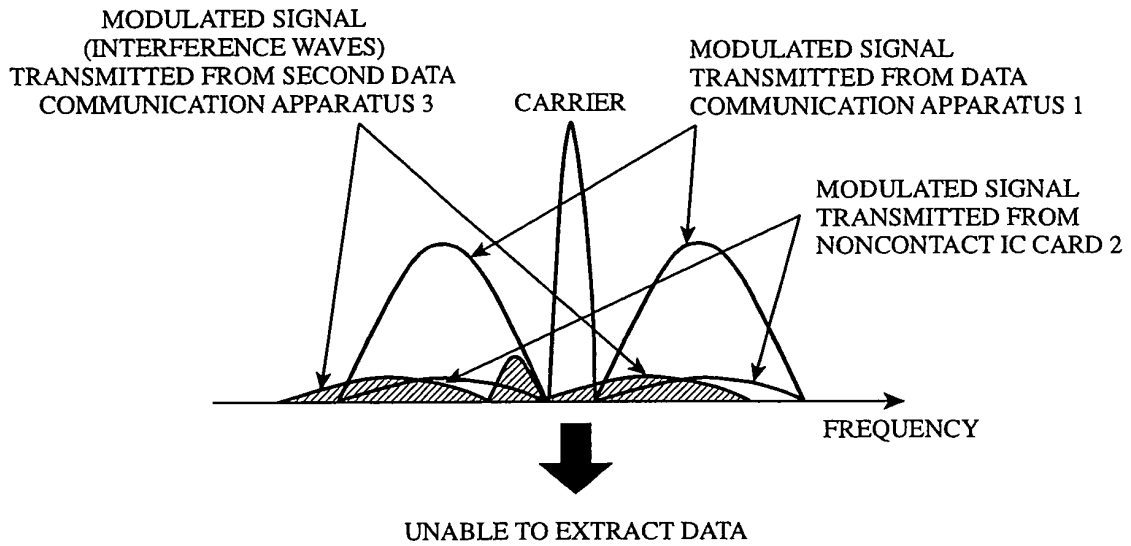 MODULATED SIGNAL
(INTERFERENCE WAVES)
TRANSMITTED FROM SECOND DATA
COMMUNICATION APPARATUS 3
CARRIER
MODULATED SIGNAL
TRANSMITTED FROM DATA
COMMUNICATION APPARATUS 1
MODULATED SIGNAL
TRANSMITTED FROM
NONCONTACT IC CARD 2
FREQUENCY
UNABLE TO EXTRACT DATA